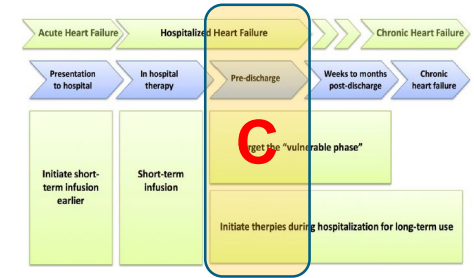 Acute Heart Failure
Hospitalized Heart Failure
Chronic Heart Failure
Presentation
to hospital
In hospital
therapy
Pre-discharge
Weeks to months
post-discharge
Chronic
heart failure
Initiate short-
term infusion
earlier
Short-term
infusion
C
rget the “vulnerable phase”
Initiate therpies during hospitalization for long-term use